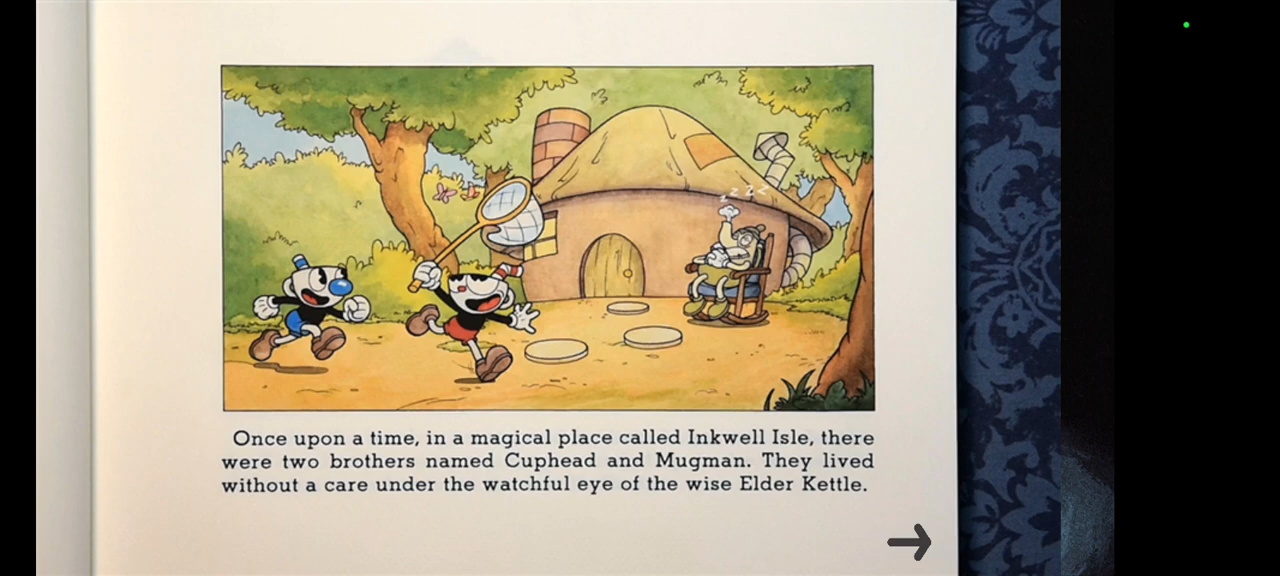 z z z z
Once upon a time, in a magical place called Inkwell Isle, there
were two brothers named Cuphead and Mugman. They lived
without a care under the watchful eye of the wise Elder Kettle.